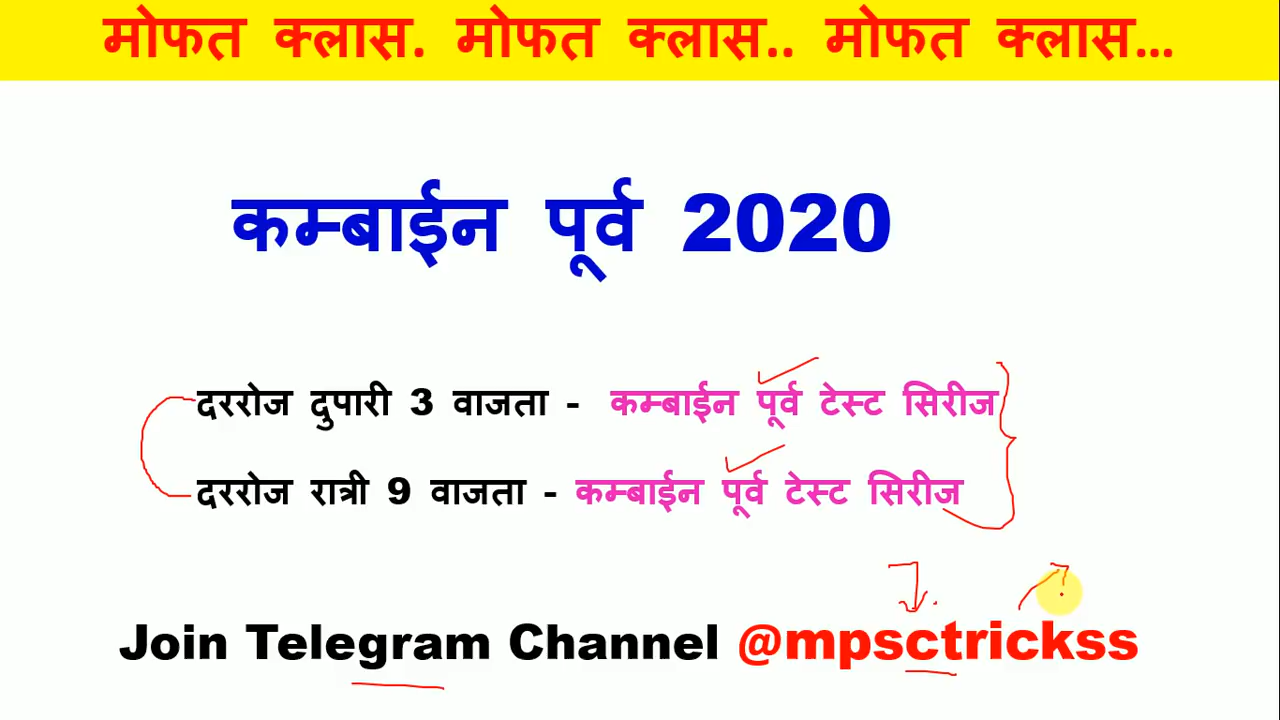 मोफत क्लास. मोफत क्लास.. मोफत क्लास...
कम्बाईन पूर्व 2020
दररोज दुपारी 3 वाजता - कम्बाईन पूर्व टेस्ट सिरीज
दररोज रात्री 9 वाजता - कम्बाईन पूर्व टेस्ट सिरीज
Join Telegram Channel @mpsctrickss